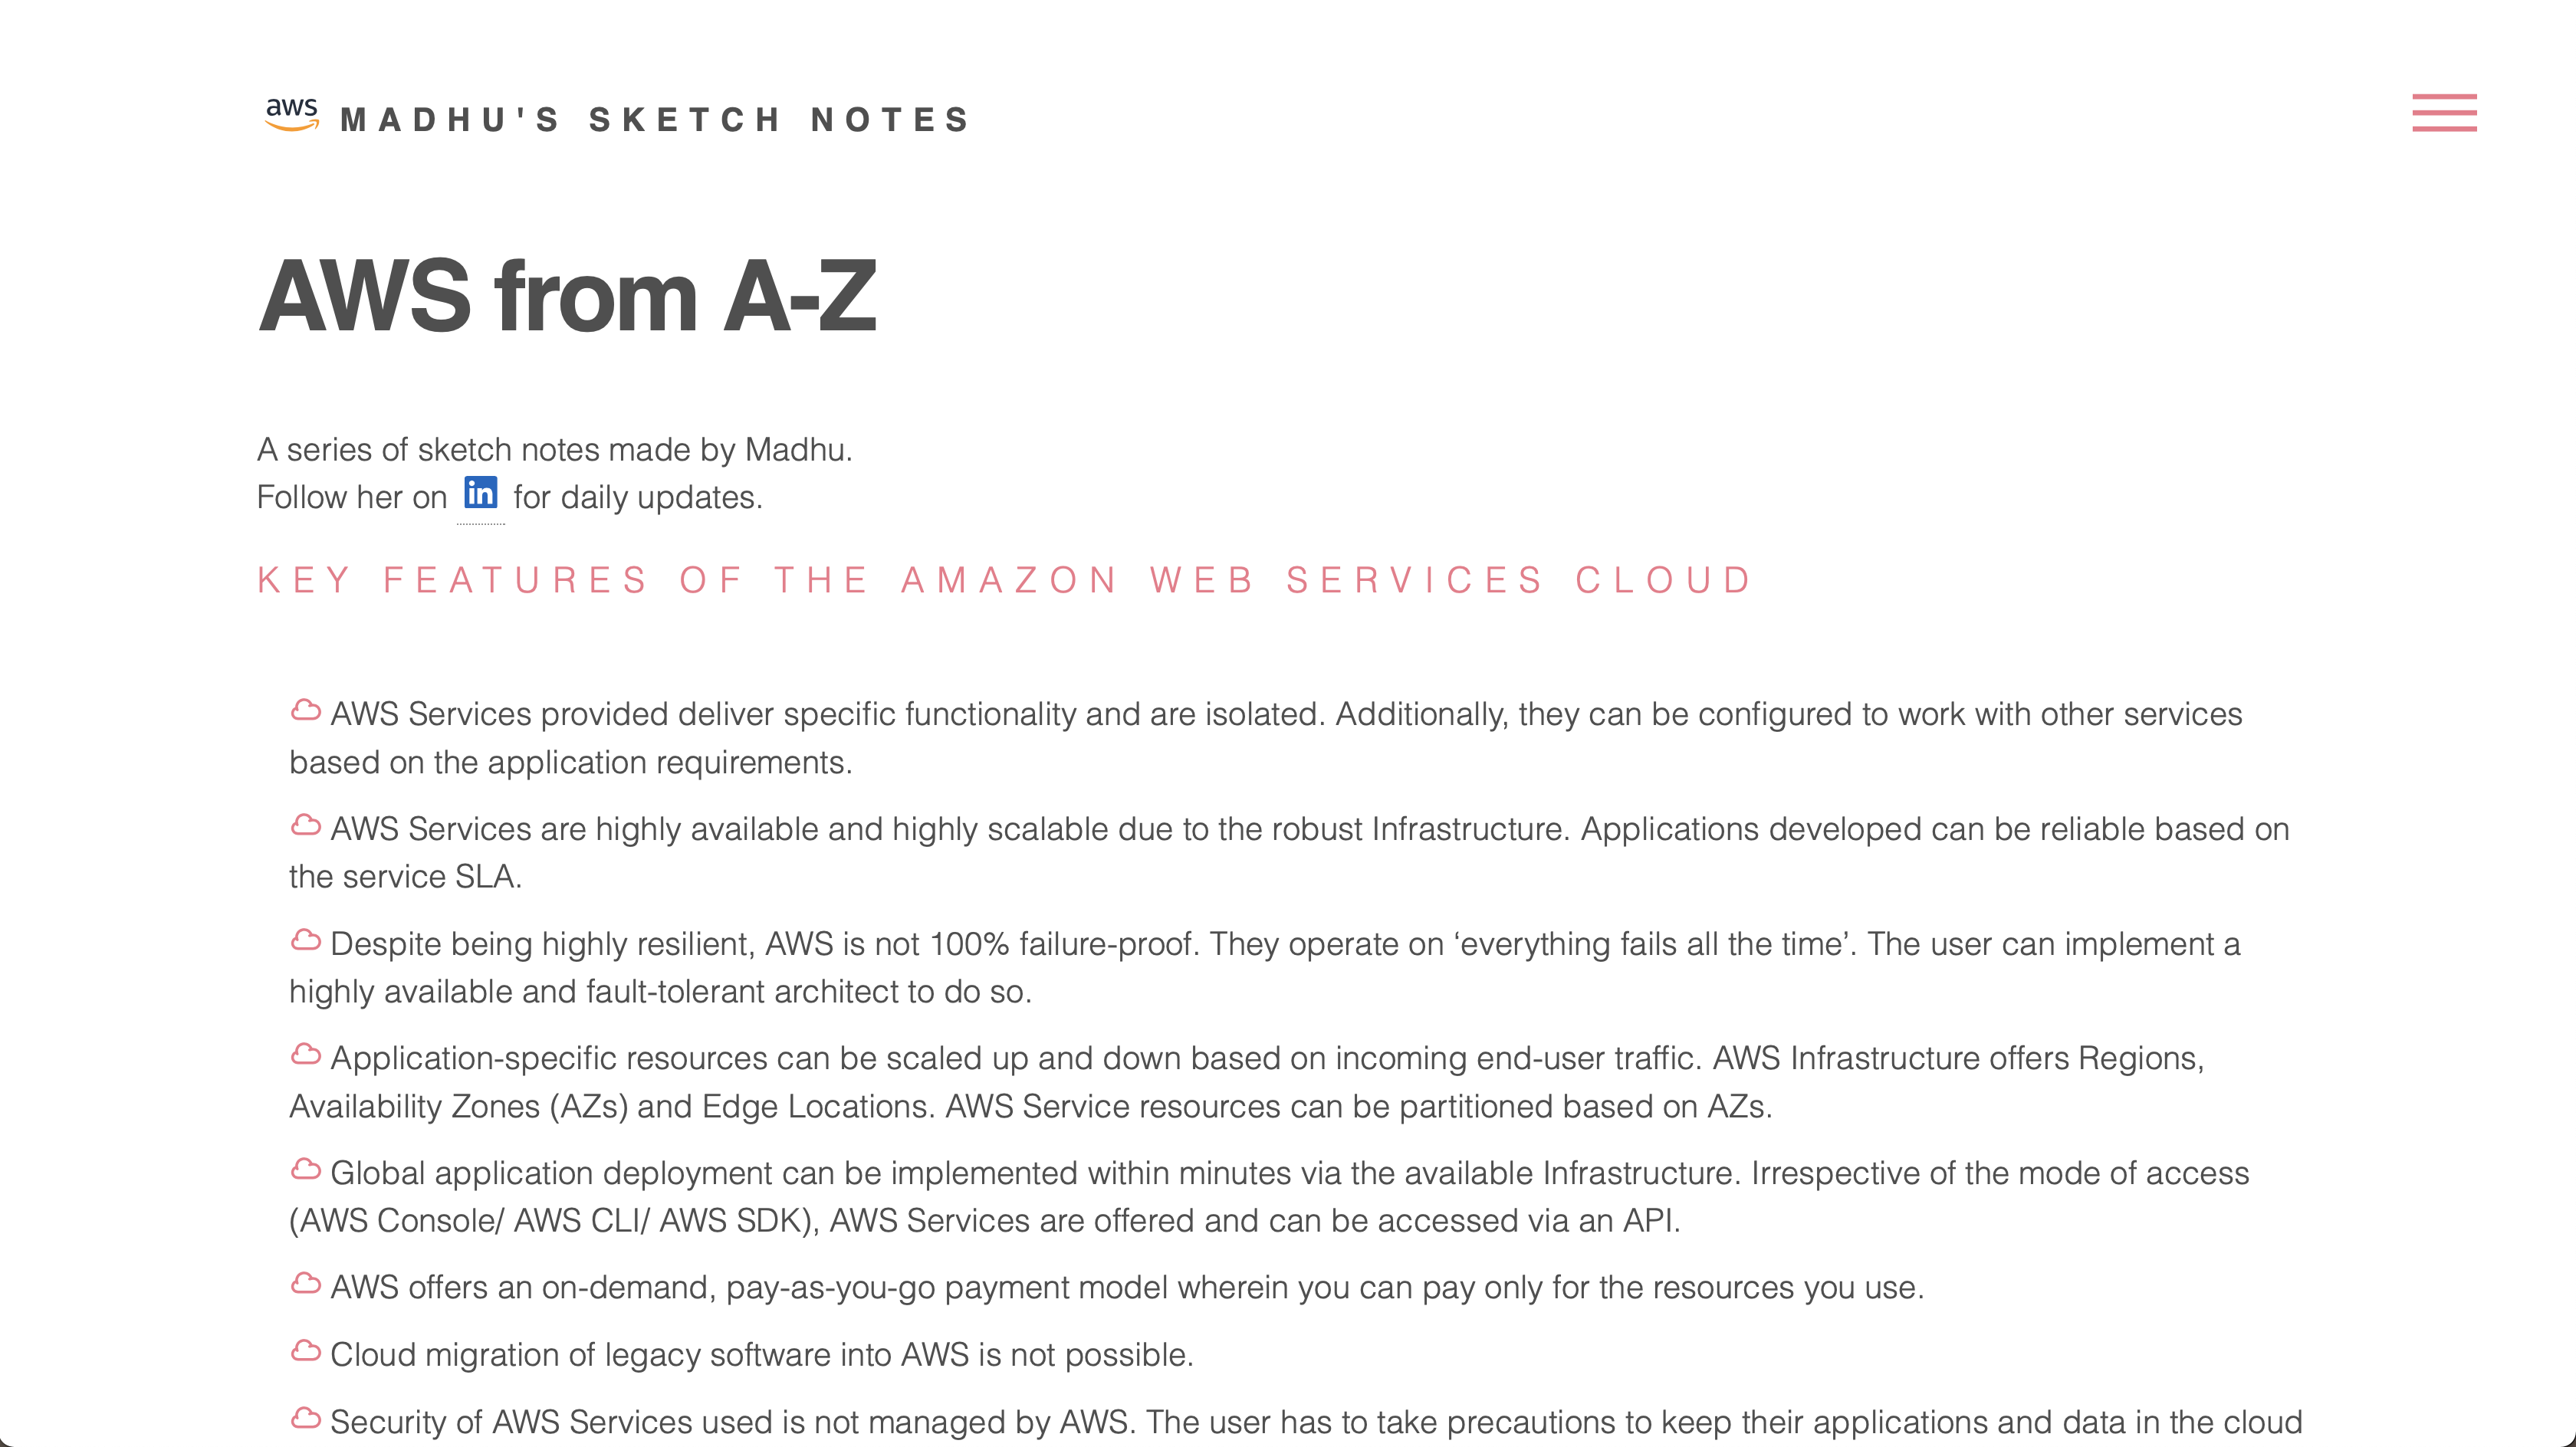 aws MADHU'S SKETCH NOTES
AWS from A-Z
A series of sketch notes made by Madhu.
Follow her on in for daily updates.
KEY FEATURES OF THE AMAZON WEB SERVICES CLOUD
AWS Services provided deliver specific functionality and are isolated. Additionally, they can be configured to work with other services
based on the application requirements.
AWS Services are highly available and highly scalable due to the robust Infrastructure. Applications developed can be reliable based on
the service SLA.
Despite being highly resilient, AWS is not 100% failure-proof. They operate on ‘everything fails all the time’. The user can implement a
highly available and fault-tolerant architect to do so.
Application-specific resources can be scaled up and down based on incoming end-user traffic. AWS Infrastructure offers Regions,
Availability Zones (AZs) and Edge Locations. AWS Service resources can be partitioned based on AZs.
Global application deployment can be implemented within minutes via the available Infrastructure. Irrespective of the mode of access
(AWS Console/ AWS CLI/ AWS SDK), AWS Services are offered and can be accessed via an API.
AWS offers an on-demand, pay-as-you-go payment model wherein you can pay only for the resources you use.
Cloud migration of legacy software into AWS is not possible.
Security of AWS Services used is not managed by AWS. The user has to take precautions to keep their applications and data in the cloud